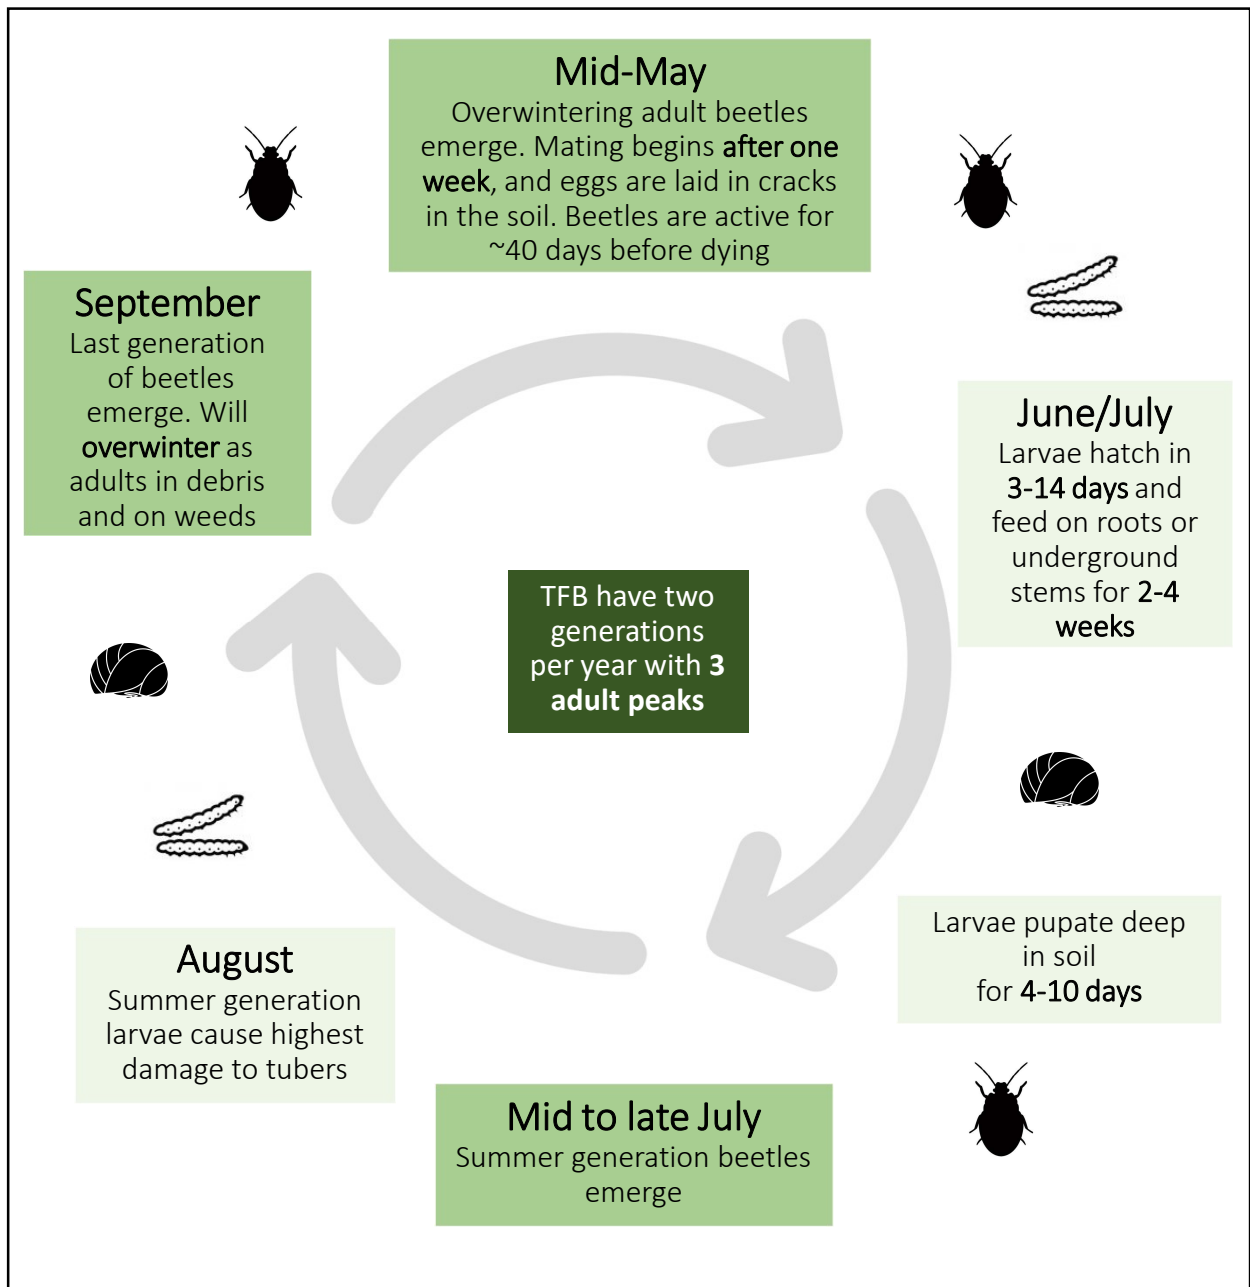 Mid-May
Overwintering adult beetles
emerge. Mating begins after one
week, and eggs are laid in cracks
in the soil. Beetles are active for
~40 days before dying
June/July
Larvae hatch in
3-14 days and
feed on roots or
underground
stems for 2-4
weeks
Larvae pupate deep
in soil
for 4-10 days
Mid to late July
Summer generation beetles
emerge
August
Summer generation
larvae cause highest
damage to tubers
September
Last generation
of beetles
emerge. Will
overwinter as
adults in debris
and on weeds
TFB have two
generations
per year with 3
adult peaks